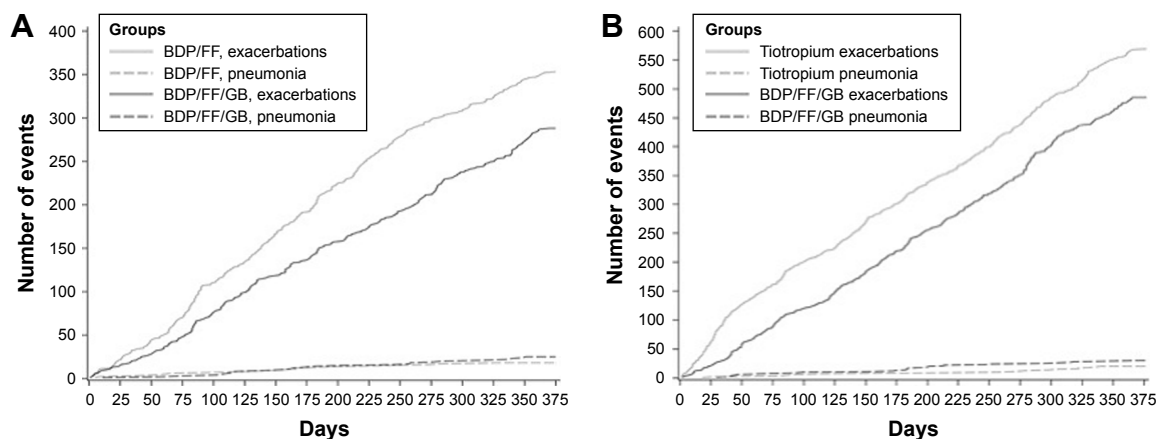 A
Groups
BDP/FF, exacerbations
BDP/FF, pneumonia
BDP/FF/GB, exacerbations
BDP/FF/GB, pneumonia
Number of events
400
350
300
250
200
150
100
50
0
0 25 50 75 100 125 150 175 200 225 250 275 300 325 350 375
Days
B
Groups
Tiotropium exacerbations
Tiotropium pneumonia
BDP/FF/GB exacerbations
BDP/FF/GB pneumonia
Number of events
600
550
500
450
400
350
300
250
200
150
100
50
0
0 25 50 75 100 125 150 175 200 225 250 275 300 325 350 375
Days